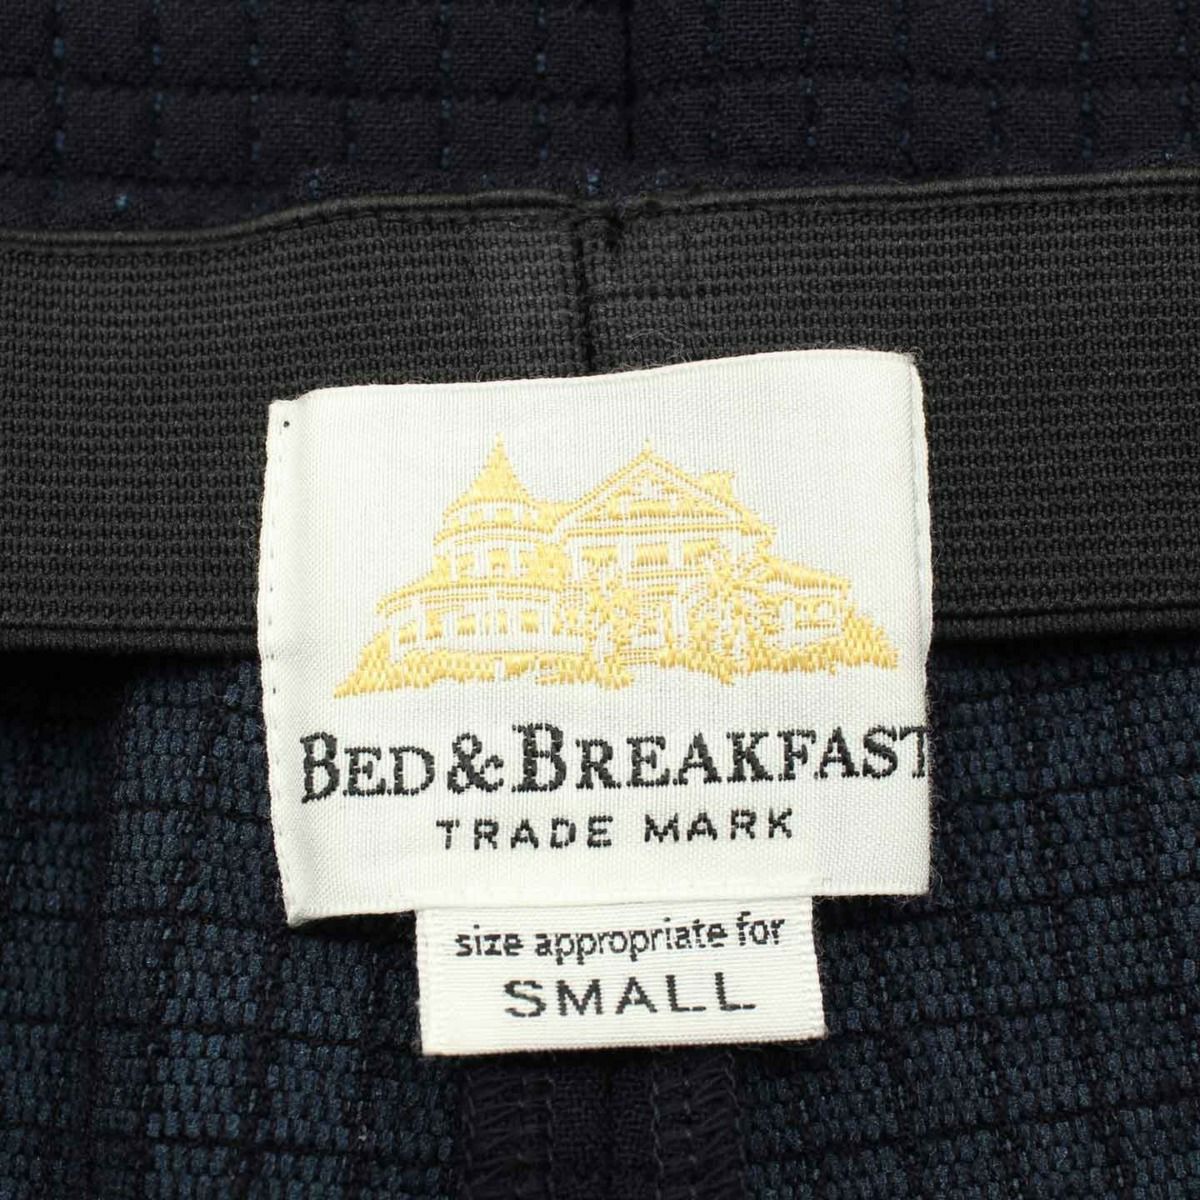 BED&BREAKFAST
TRADE MARK
size appropriate for
SMALL